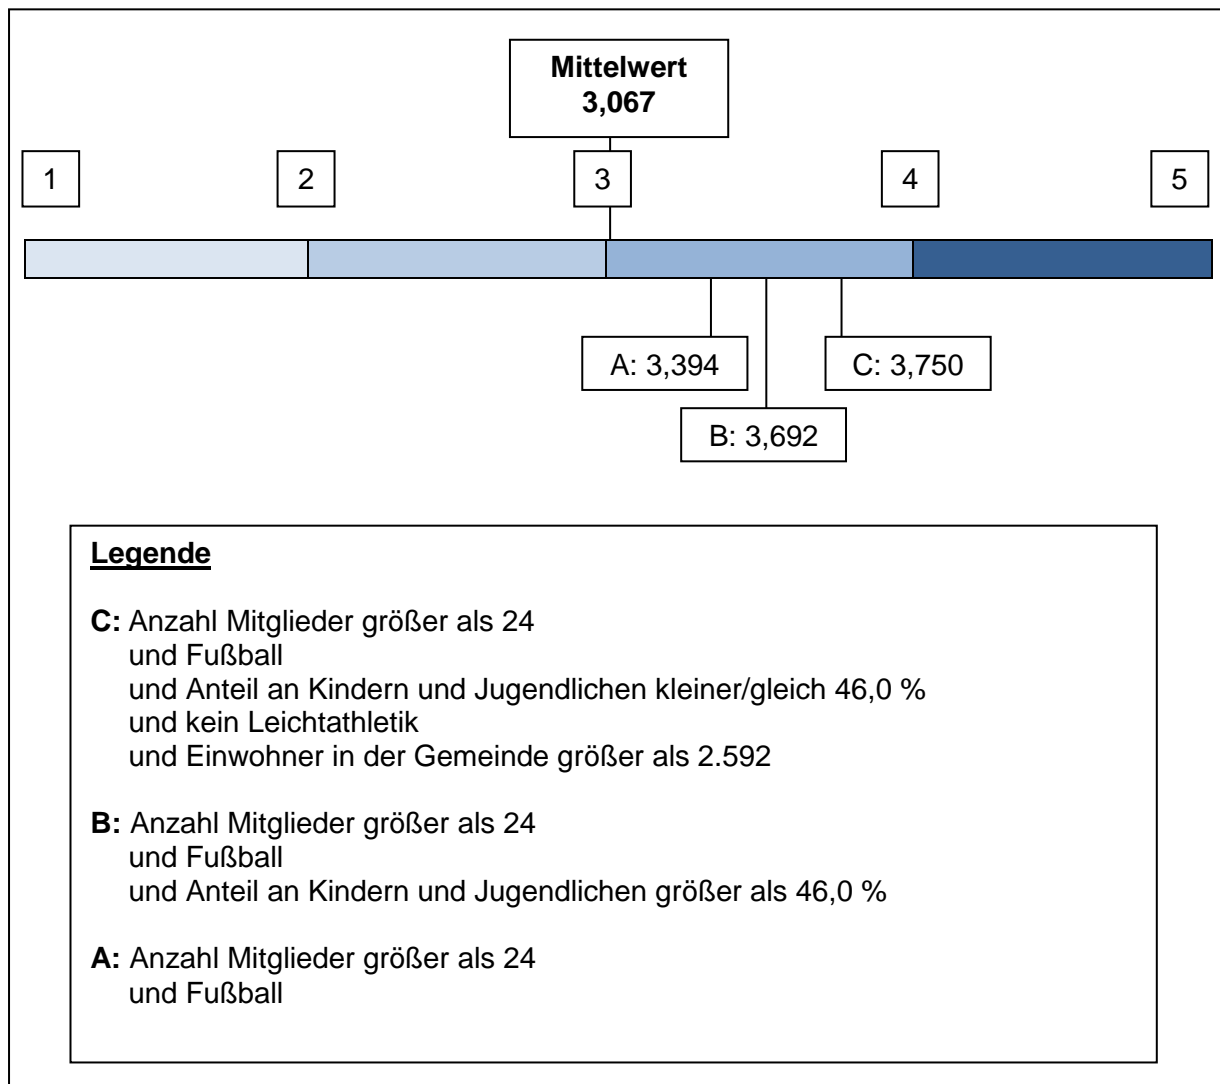 Mittelwert
3,067
1
2
3
4
5
A: 3,394
C: 3,750
B: 3,692
Legende
C: Anzahl Mitglieder größer als 24
und Fußball
und Anteil an Kindern und Jugendlichen kleiner/gleich 46,0 %
und kein Leichtathletik
und Einwohner in der Gemeinde größer als 2.592
B: Anzahl Mitglieder größer als 24
und Fußball
und Anteil an Kindern und Jugendlichen größer als 46,0 %
A: Anzahl Mitglieder größer als 24
und Fußball